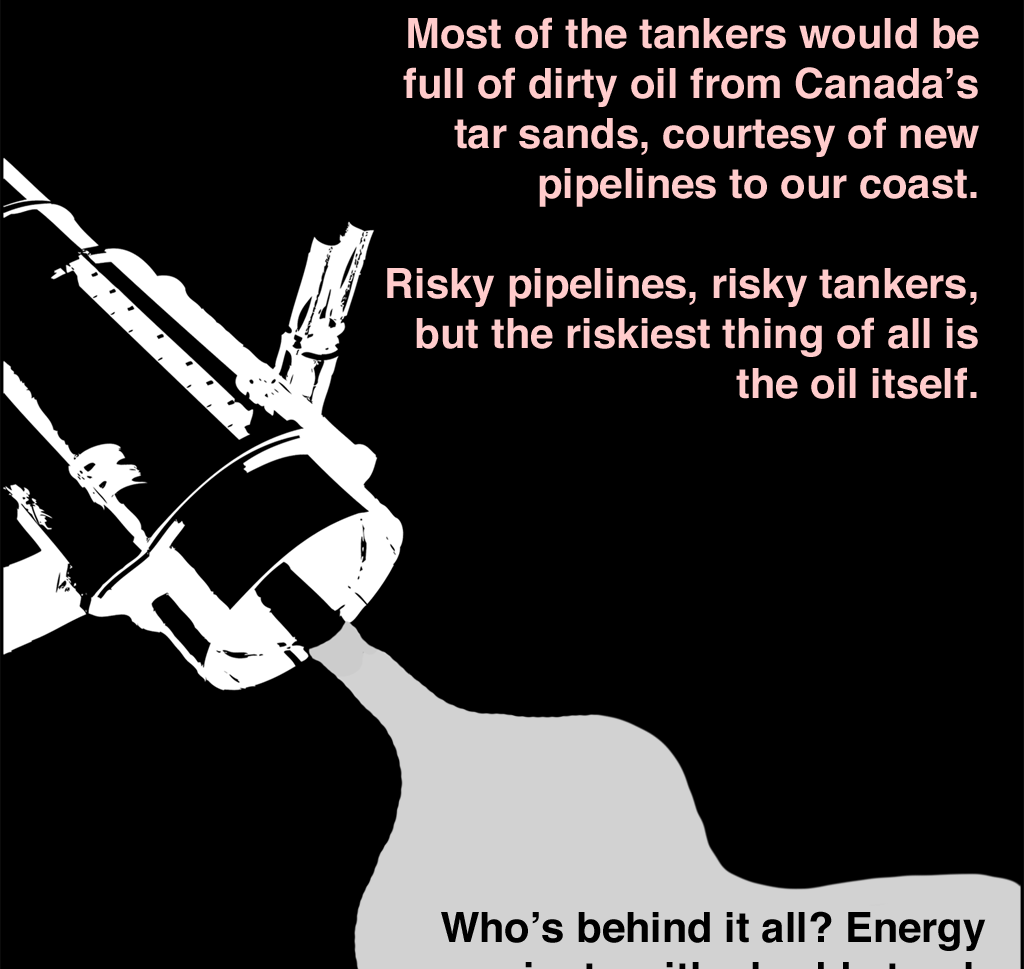 Most of the tankers would be
full of dirty oil from Canada’s
tar sands, courtesy of new
pipelines to our coast.
Risky pipelines, risky tankers,
but the riskiest thing of all is
the oil itself.
Who’s behind it all? Energy